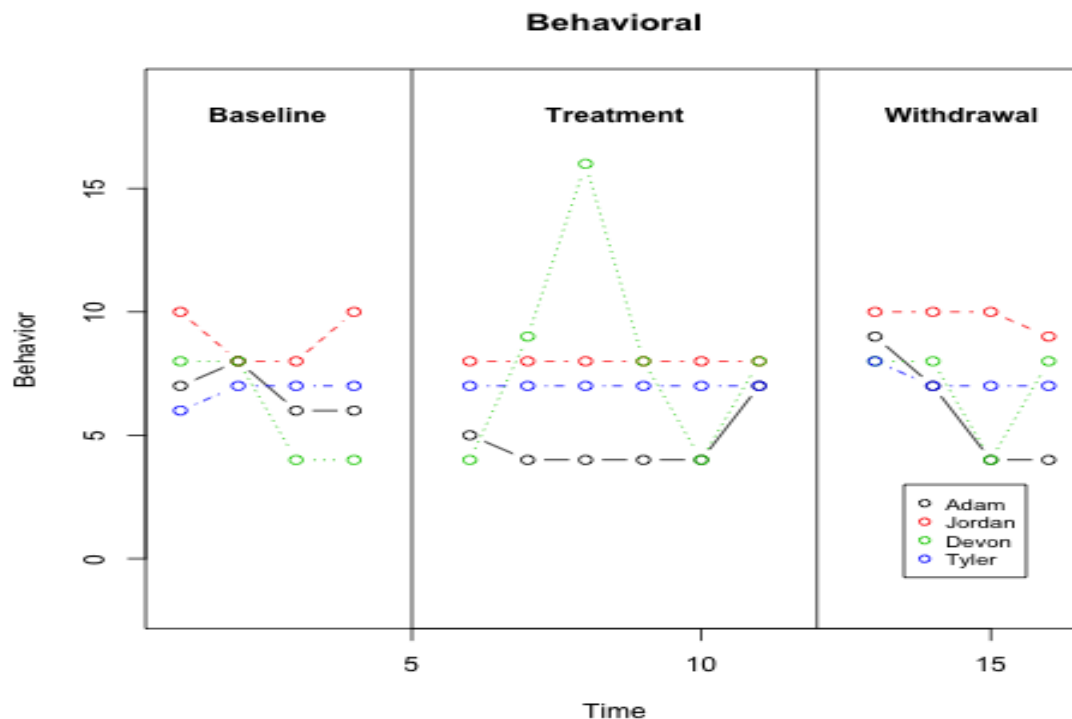 Behavioral
Baseline Treatment Withdrawal
15
10
5
0
Behavior
Adam
Jordan
Devon
Tyler
5 10 15
Time